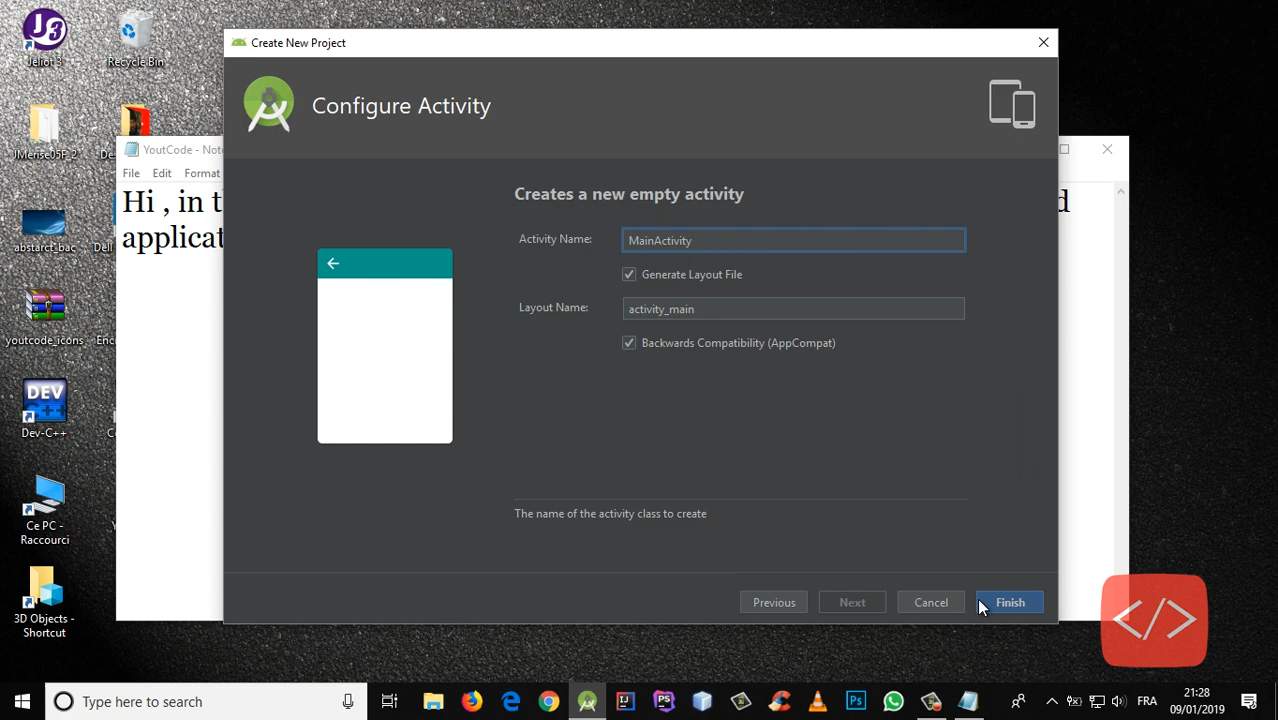 Jeliot 3
Recycle Bin
JMerise05F_2
abstarct_bac
youtcode_icons
DEV
C++
Dev-C++
Ce PC -
Raccourci
3D Objects -
Shortcut
YoutCode -
File
Edit
Format
Hi , in
applicat
Create New Project
Configure Activity
Creates a new empty activity
Activity Name:
MainActivity
Generate Layout File
Layout Name:
activity_main
Backwards Compatibility (AppCompat)
The name of the activity class to create
Previous
Next
Cancel
Finish
</>
Type here to search
PS
Ps
FRA
21:28
09/01/2019